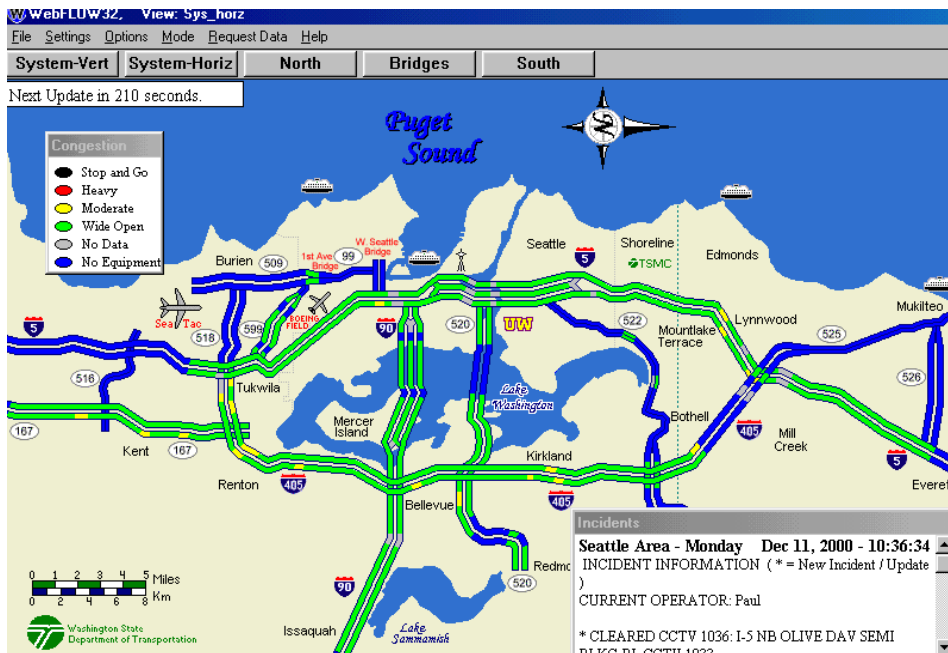 WebFLOW32, View: Sys_horz
File Settings Options Mode Request Data Help
System-Vert System-Horiz North Bridges South
Next Update in 210 seconds.
Puget
Sound
N
Congestion
Stop and Go
Heavy
Moderate
Wide Open
No Data
No Equipment
Burien
509
1st Ave
Bridge
99
W. Seattle
Bridge
Seattle
5
Shoreline
TSMC
Edmonds
Mukilteo
Sea Tac
BOEING
FIELD
518
599
5
90
520
UW
522
Mountlake
Terrace
Lynnwood
525
526
516
Tukwila
Lake
Washington
Mercer
Island
Bothell
405
Mill
Creek
167
Kent
167
Kirkland
5
Renton
405
405
Everet
Bellevue
Redmo
520
90
Issaquah
Lake
Sammamish
0 1 2 3 4 5 Miles
0 2 4 6 8 Km
Washington State
Department of Transportation
Incidents
Seattle Area - Monday Dec 11, 2000 - 10:36:34
INCIDENT INFORMATION ( * = New Incident / Update
)
CURRENT OPERATOR: Paul
* CLEARED CCTV 1036: I-5 NB OLIVE DAV SEMI